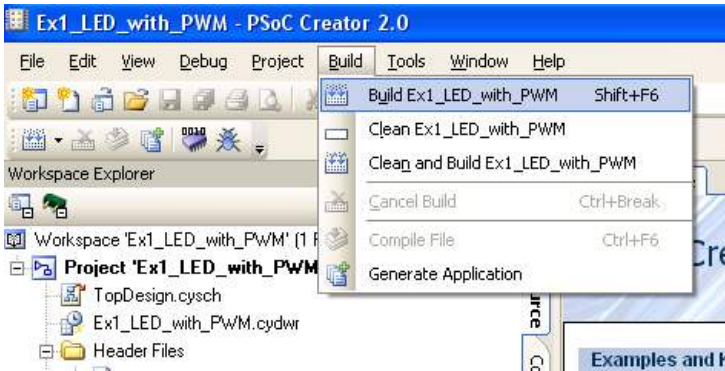 Ex1_LED_with_PWM - PSoC Creator 2.0
File Edit View Debug Project Build Tools Window Help
Build Ex1_LED_with_PWM Shift+F6
Clean Ex1_LED_with_PWM
Clean and Build Ex1_LED_with_PWM
Cancel Build Ctrl+Break
Compile File Ctrl+F6
Generate Application
Workspace Explorer
Workspace 'Ex1_LED_with_PWM' (1
Project 'Ex1_LED_with_PWM
TopDesign.cysch
Ex1_LED_with_PWM.cydwr
Header Files
Cre
Examples and